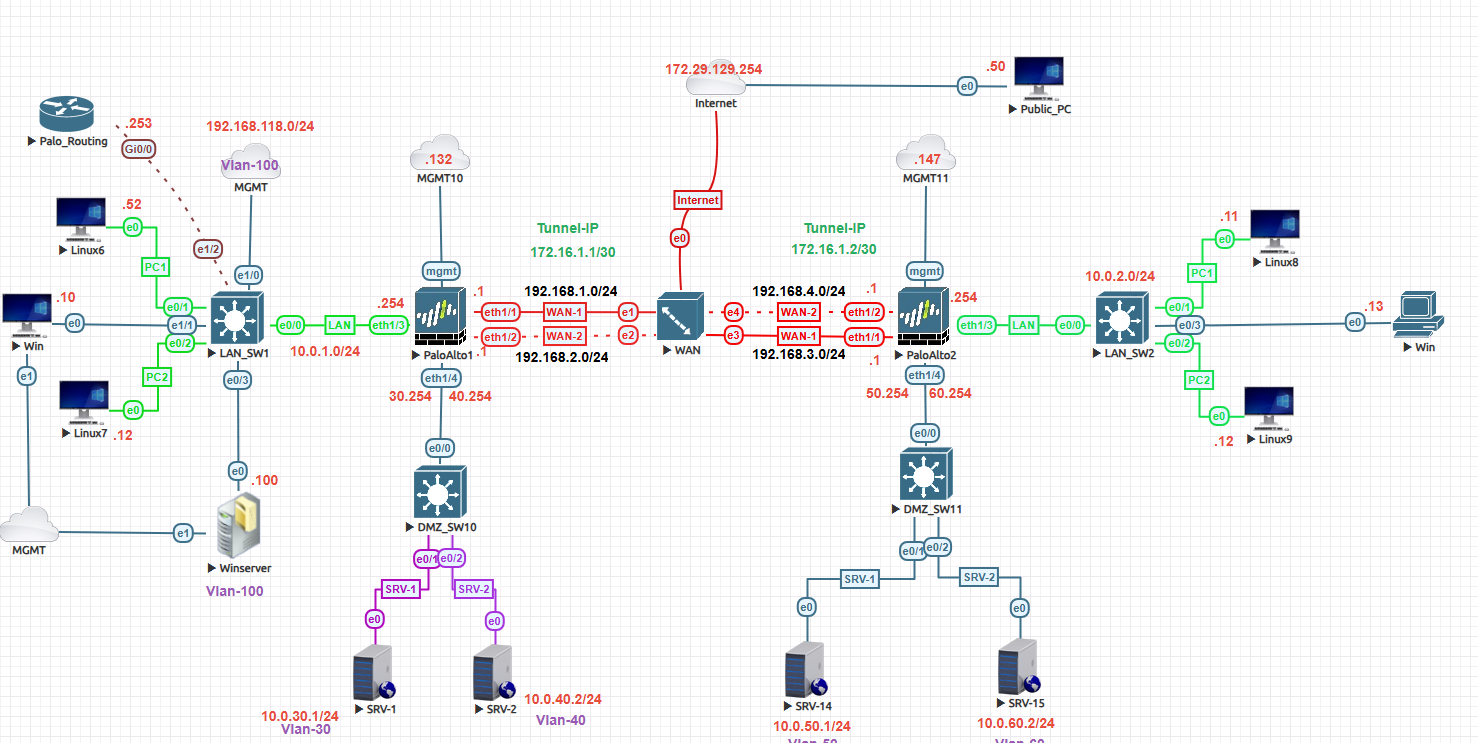 172.29.129.254
Internet
e0
.50
Public_PC
Palo_Routing
.253
Gi0/0
192.168.118.0/24
Vlan-100
MGMT
.132
MGMT10
.147
MGMT11
Internet
e0
.52
e0
Linux6
PC1
e1/2
e1/0
Tunnel-IP
172.16.1.1/30
Tunnel-IP
172.16.1.2/30
mgmt
mgmt
.11
e0
Linux8
PC1
10.0.2.0/24
.10
e0
Win
e1
e0/1
e1/1
e0/2
LAN_SW1
e0/0
LAN
eth1/3
.254
10.0.1.0/24
PaloAlto1
.1
eth1/1
192.168.1.0/24
WAN-1
e1
eth1/2
WAN-2
e2
.1
192.168.2.0/24
WAN
192.168.4.0/24
e4
WAN-2
eth1/2
.1
e3
WAN-1
eth1/1
192.168.3.0/24
.1
.254
PaloAlto2
eth1/3
LAN
e0/0
LAN_SW2
e0/1
e0/3
e0/2
.13
e0
Win
PC2
e0
Linux7
.12
e0/3
e0
.100
Winserver
Vlan-100
MGMT
e1
eth1/4
30.254
40.254
e0/0
DMZ_SW10
e0/1
e0/2
SRV-1
SRV-2
e0
e0
SRV-1
10.0.30.1/24
Vlan-30
SRV-2
10.0.40.2/24
Vlan-40
eth1/4
50.254
60.254
e0/0
DMZ_SW11
e0/1
e0/2
SRV-1
SRV-2
e0
e0
SRV-14
10.0.50.1/24
SRV-15
10.0.60.2/24
PC2
e0
.12
Linux9